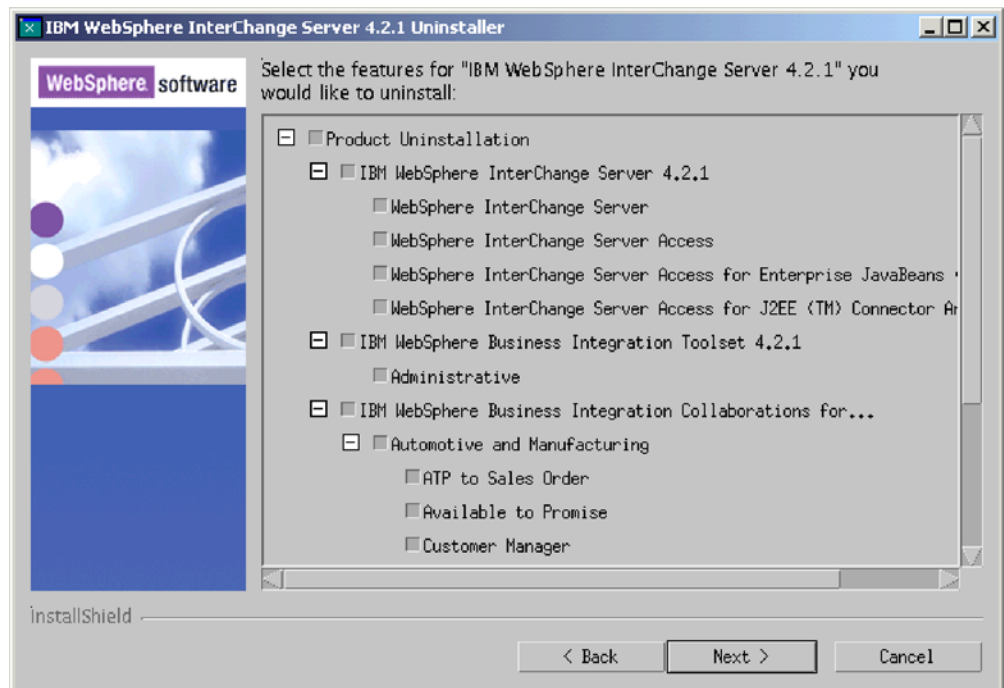 IBM WebSphere InterChange Server 4.2.1 Uninstaller
WebSphere software
Select the features for "IBM WebSphere InterChange Server 4.2.1" you
would like to uninstall:
Product Uninstallation
IBM WebSphere InterChange Server 4.2.1
WebSphere InterChange Server
WebSphere InterChange Server Access
WebSphere InterChange Server Access for Enterprise JavaBeans
WebSphere InterChange Server Access for J2EE (TM) Connector Ar
IBM WebSphere Business Integration Toolset 4.2.1
Administrative
IBM WebSphere Business Integration Collaborations for...
Automotive and Manufacturing
ATP to Sales Order
Available to Promise
Customer Manager
InstallShield
< Back
Next >
Cancel